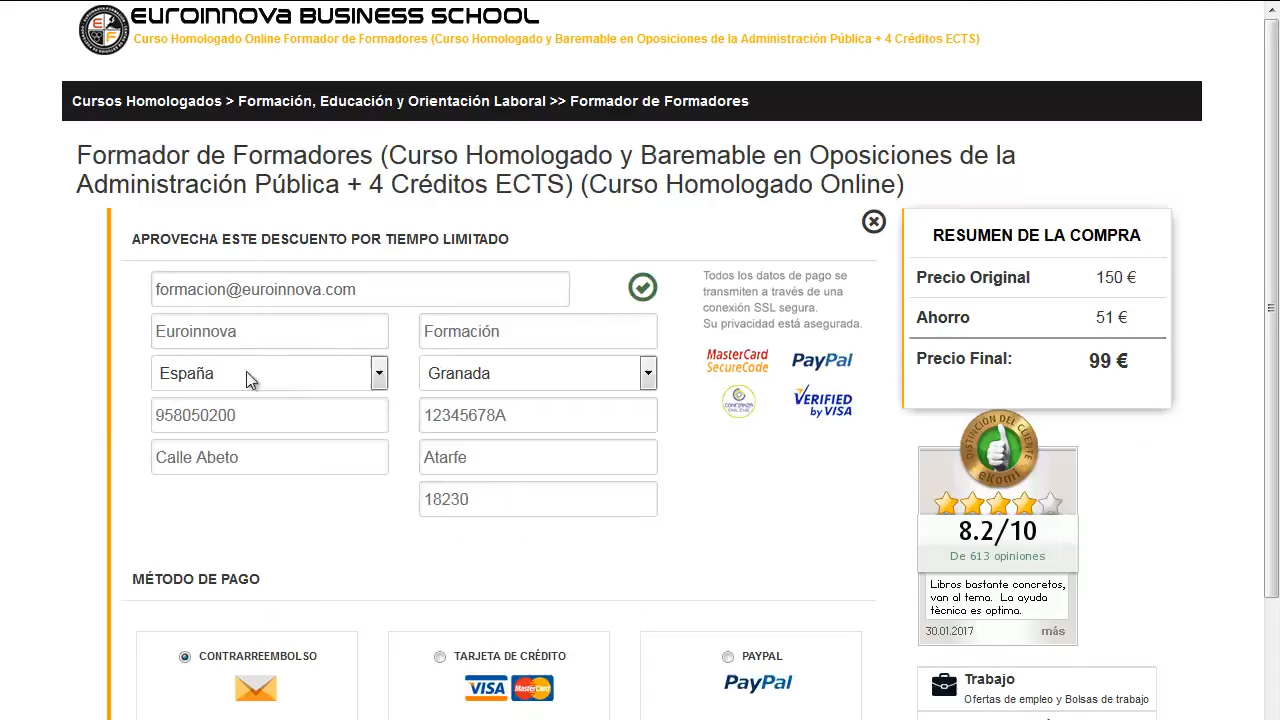 EUROINNOVA BUSINESS SCHOOL
Curso Homologado Online Formador de Formadores (Curso Homologado y Baremable en Oposiciones de la Administración Pública + 4 Créditos ECTS)
Cursos Homologados > Formación, Educación y Orientación Laboral >> Formador de Formadores
Formador de Formadores (Curso Homologado y Baremable en Oposiciones de la
Administración Pública + 4 Créditos ECTS) (Curso Homologado Online)
APROVECHA ESTE DESCUENTO POR TIEMPO LIMITADO
formacion@euroinnova.com
Euroinnova
Formación
España
Granada
958050200
12345678A
Calle Abeto
Atarfe
18230
Todos los datos de pago se
transmiten a través de una
conexión SSL segura.
Su privacidad está asegurada.
MasterCard
SecureCode
PayPal
CONFIANZA
ONLINE
VERIFIED
by VISA
RESUMEN DE LA COMPRA
Precio Original 150 €
Ahorro 51 €
Precio Final: 99 €
DISTINCIÓN DEL CLIENTE
eKomi
8.2/10
De 613 opiniones
Libros bastante concretos,
van al tema. La ayuda
tècnica es optima.
30.01.2017 más
Trabajo
Ofertas de empleo y Bolsas de trabajo
MÉTODO DE PAGO
CONTRARREEMBOLSO
TARJETA DE CRÉDITO
VISA MasterCard
PAYPAL
PayPal